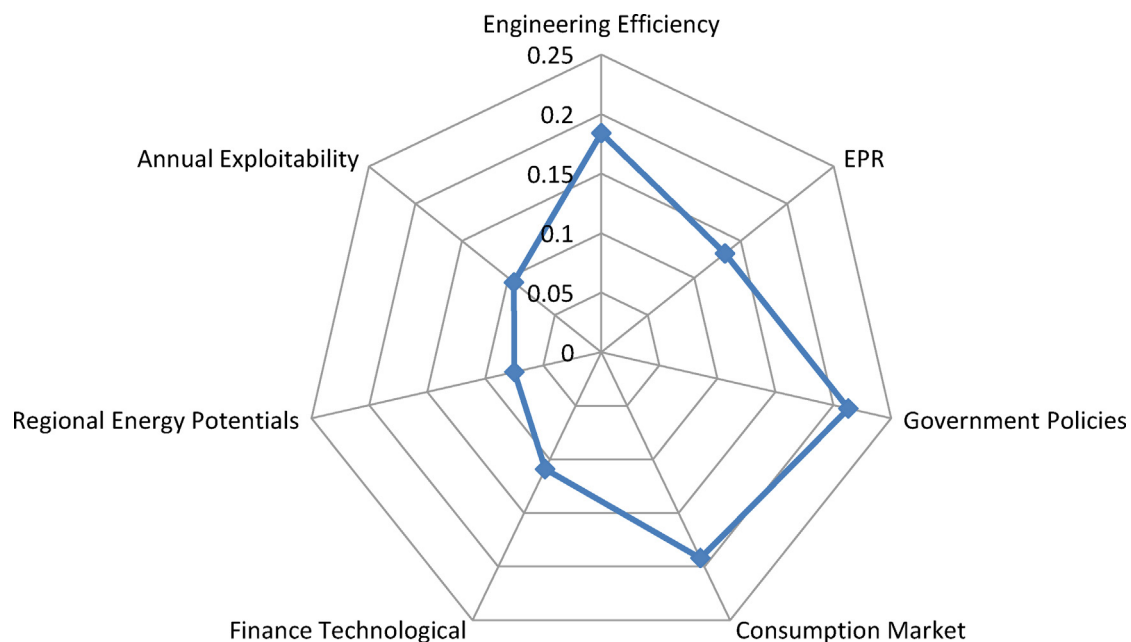 Engineering Efficiency
0.25
0.2
Annual Exploitability
EPR
0.15
0.1
0.05
0
Regional Energy Potentials
Government Policies
Finance Technological
Consumption Market